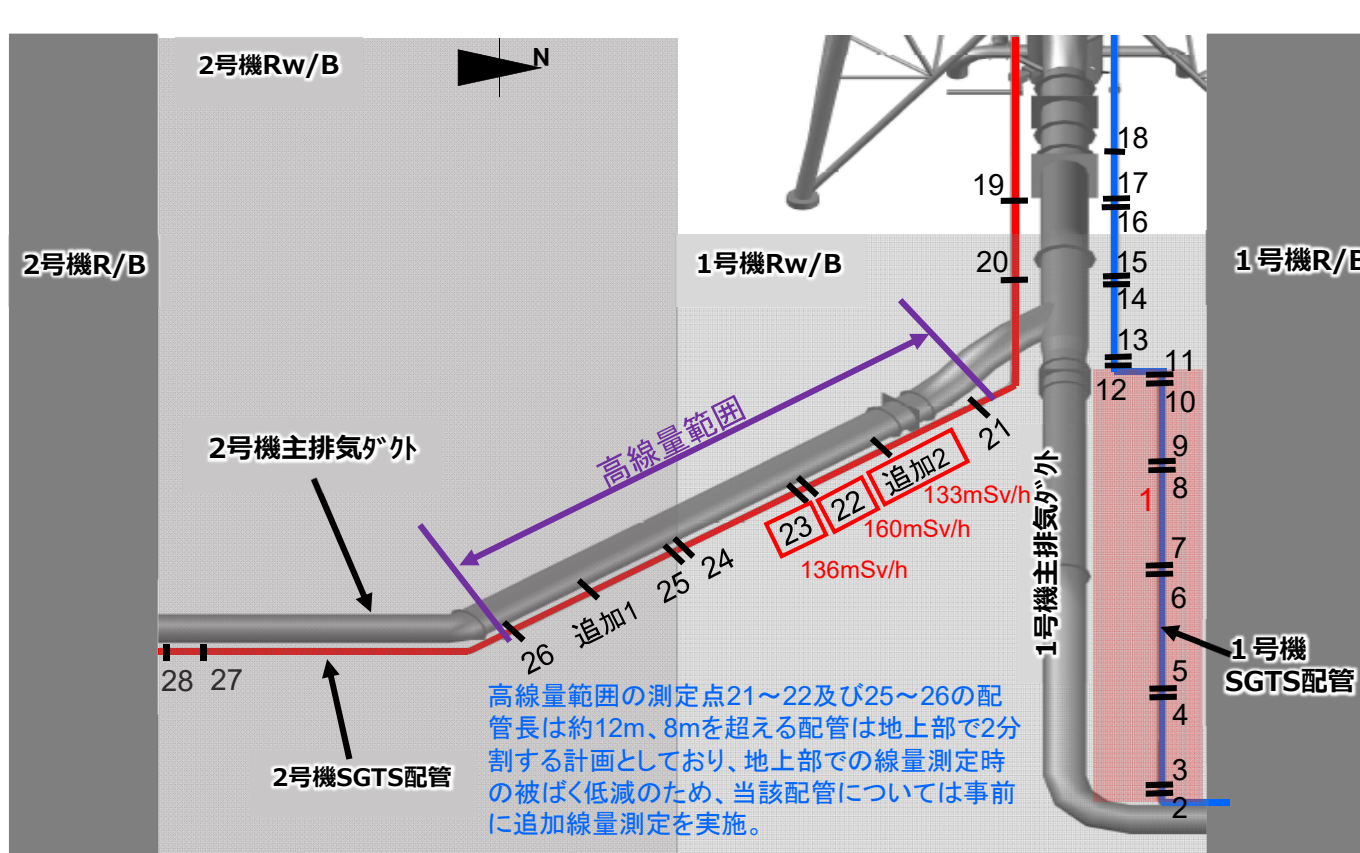 2号機Rw/B
N
2号機R/B
1号機Rw/B
1号機R/B
18
17
16
15
14
13
12
11
10
9
8
1
7
6
5
4
3
2
19
20
21
追加2
22
23
133mSv/h
160mSv/h
136mSv/h
高線量範囲
24
25
追加1
26
27
28
2号機主排気ダクト
1号機主排気ダクト
1号機
SGTS配管
2号機SGTS配管
高線量範囲の測定点21～22及び25～26の配
管長は約12m、8mを超える配管は地上部で2分
割する計画としており、地上部での線量測定時
の被ばく低減のため、当該配管については事前
に追加線量測定を実施。